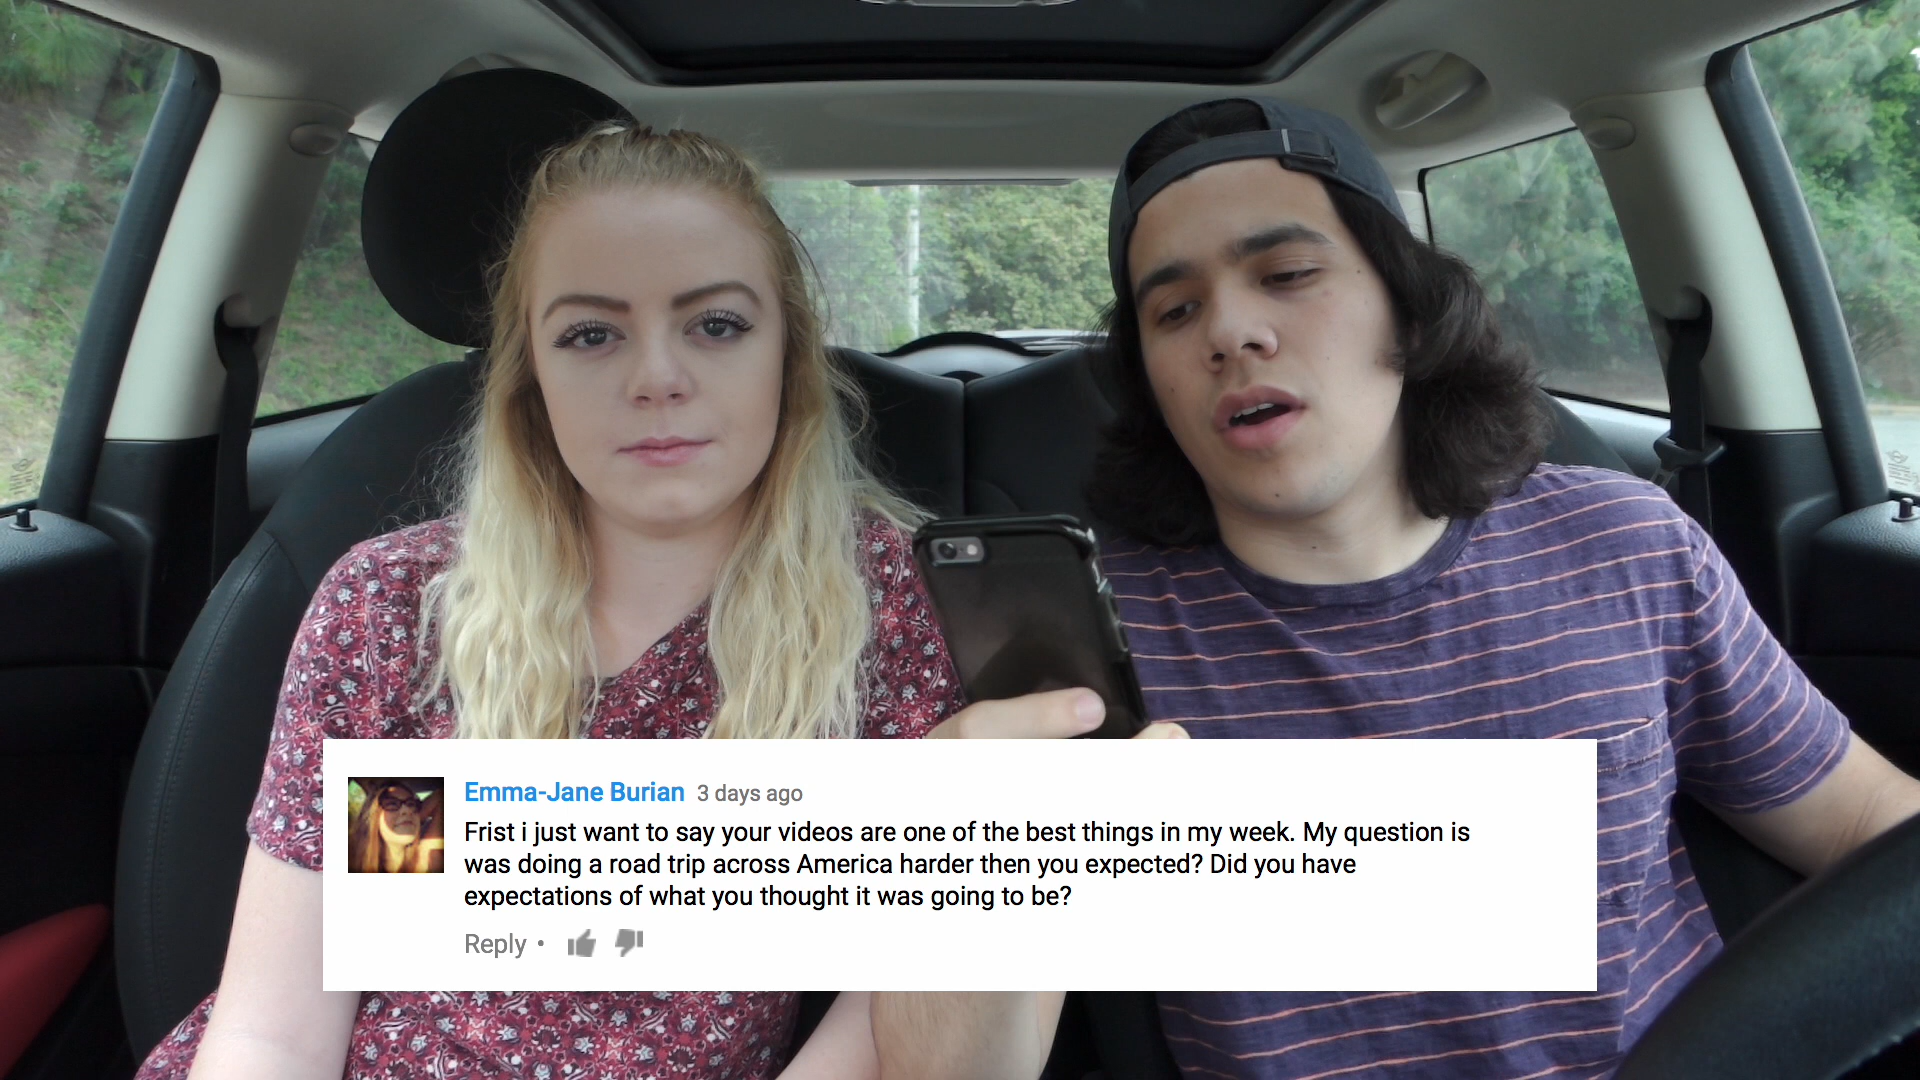 Emma-Jane Burian 3 days ago
Frist i just want to say your videos are one of the best things in my week. My question is
was doing a road trip across America harder then you expected? Did you have
expectations of what you thought it was going to be?
Reply •